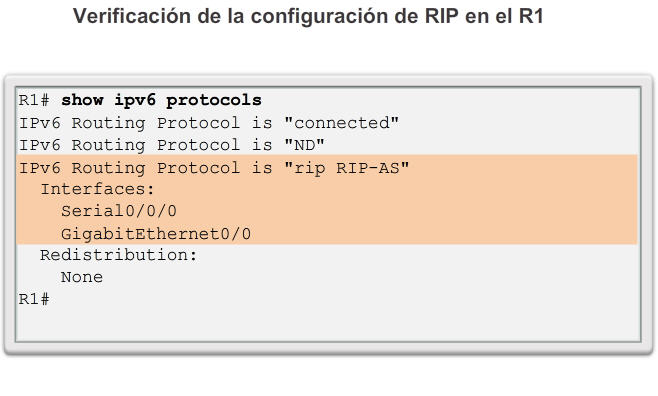 Verificación de la configuración de RIP en el R1
R1# show ipv6 protocols
IPv6 Routing Protocol is "connected"
IPv6 Routing Protocol is "ND"
IPv6 Routing Protocol is "rip RIP-AS"
Interfaces:
Serial0/0/0
GigabitEthernet0/0
Redistribution:
None
R1#